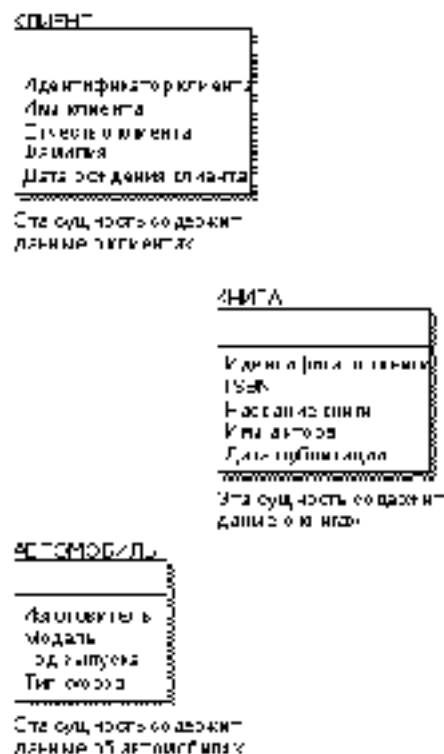 КЛИЕНТ
Идентификатор клиента
Имя клиента
Отчество клиента
Фамилия
Дата рождения клиента
Эта сущность содержит
данные о клиентах
КНИГА
Идентификатор книги
ISBN
Название книги
Имя автора
Дата публикации
Эта сущность содержит
данные о книгах
АВТОМОБИЛЬ
Изготовитель
Модель
Год выпуска
Тип кузова
Эта сущность содержит
данные об автомобилях